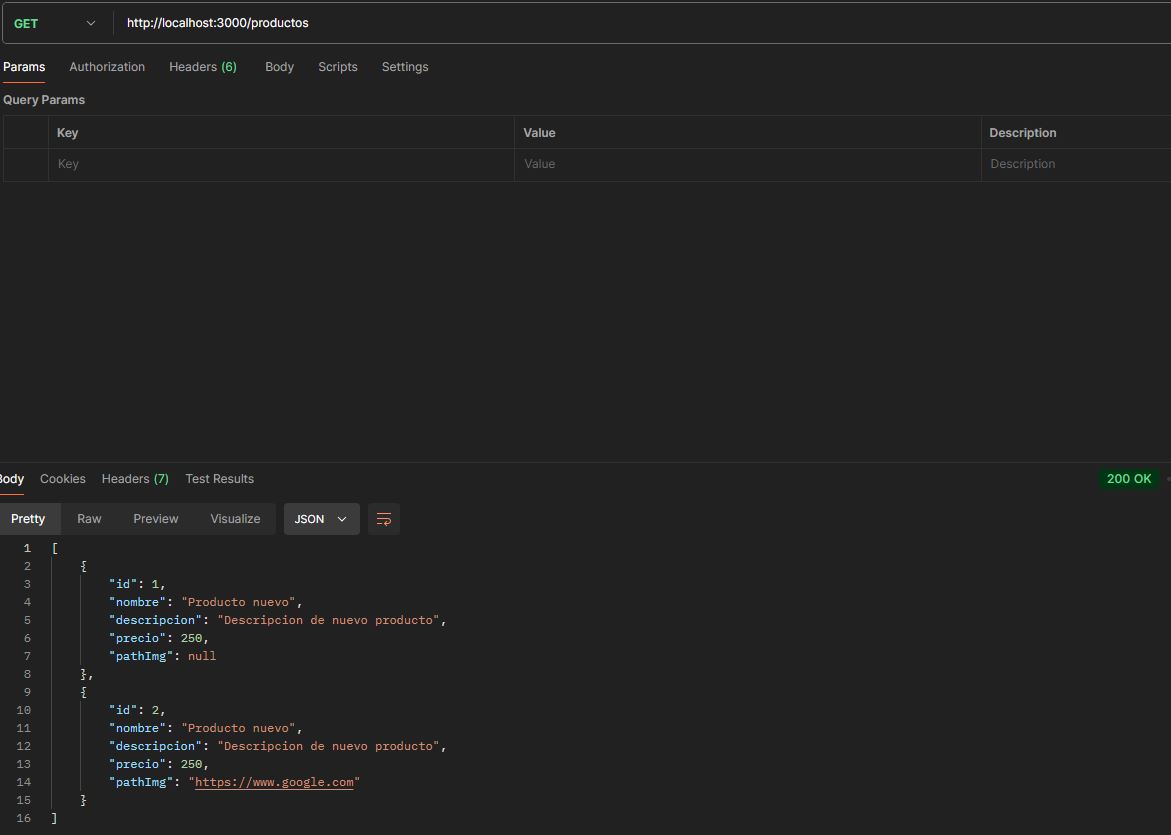 GET http://localhost:3000/productos
Params Authorization Headers (6) Body Scripts Settings
Query Params
Key Value Description
Key Value Description
Body Cookies Headers (7) Test Results 200 OK
Pretty Raw Preview Visualize JSON
1 [
2 {
3 "id": 1,
4 "nombre": "Producto nuevo",
5 "descripcion": "Descripcion de nuevo producto",
6 "precio": 250,
7 "pathImg": null
8 },
9 {
10 "id": 2,
11 "nombre": "Producto nuevo",
12 "descripcion": "Descripcion de nuevo producto",
13 "precio": 250,
14 "pathImg": "https://www.google.com"
15 }
16 ]